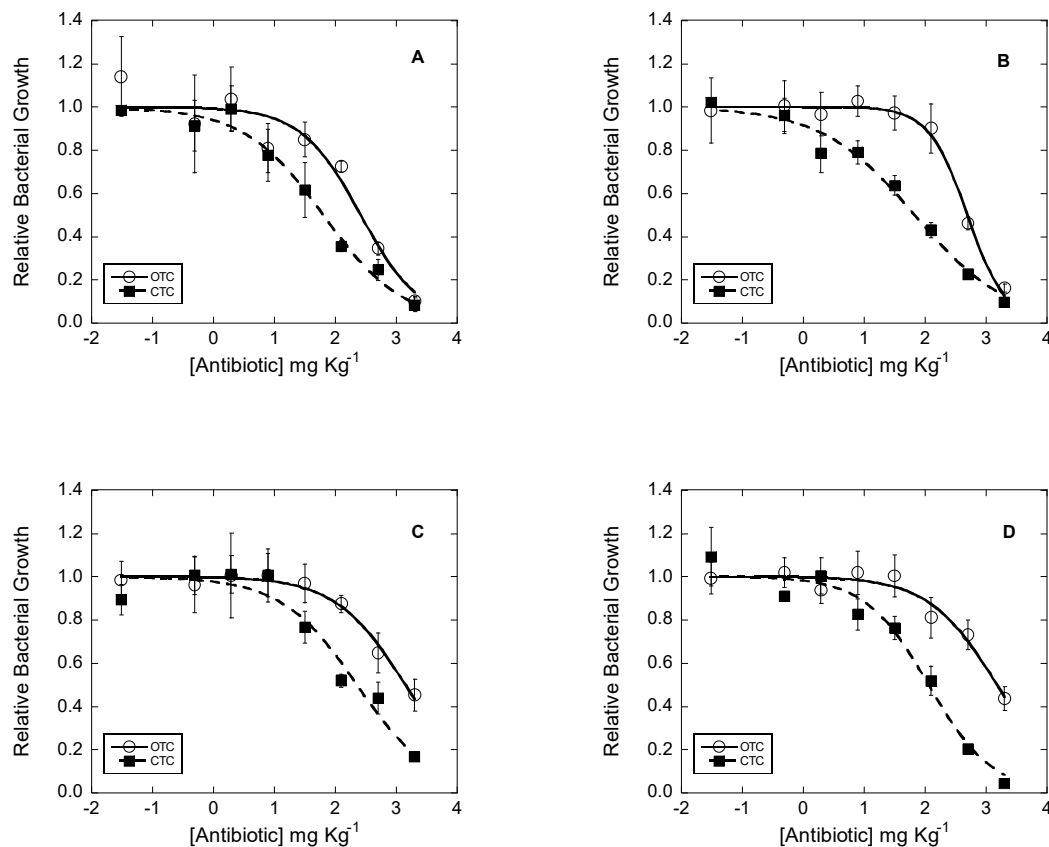 1.4
1.2
1.0
0.8
0.6
0.4
0.2
0.0
Relative Bacterial Growth
A
OTC
CTC
-2 -1 0 1 2 3 4
[Antibiotic] mg Kg-1
1.4
1.2
1.0
0.8
0.6
0.4
0.2
0.0
Relative Bacterial Growth
B
OTC
CTC
-2 -1 0 1 2 3 4
[Antibiotic] mg Kg-1
1.4
1.2
1.0
0.8
0.6
0.4
0.2
0.0
Relative Bacterial Growth
C
OTC
CTC
-2 -1 0 1 2 3 4
[Antibiotic] mg Kg-1
1.4
1.2
1.0
0.8
0.6
0.4
0.2
0.0
Relative Bacterial Growth
D
OTC
CTC
-2 -1 0 1 2 3 4
[Antibiotic] mg Kg-1